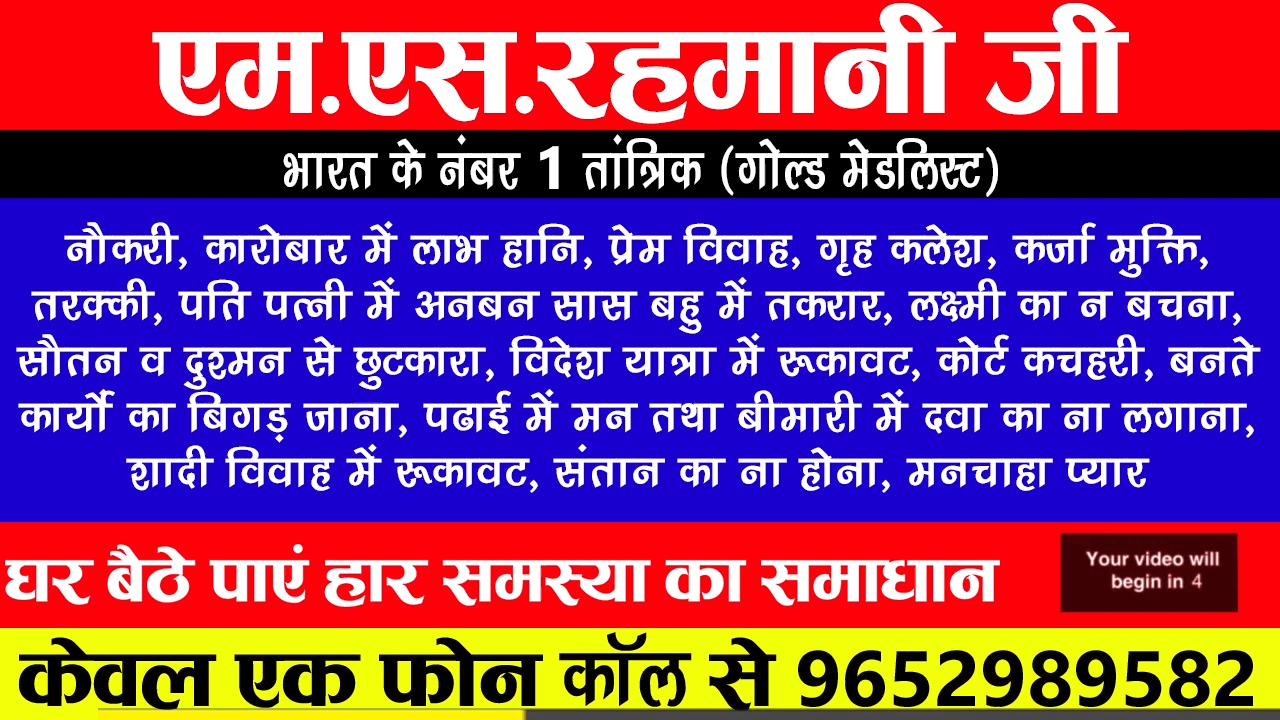 एम.एस.रहमानी जी
भारत के नंबर 1 तांत्रिक (गोल्ड मेडलिस्ट)
नौकरी, कारोबार में लाभ हानि, प्रेम विवाह, गृह कलेश, कर्जा मुक्ति,
तरक्की, पति पत्नी में अनबन सास बहु में तकरार, लक्ष्मी का न बचना,
सौतन व दुश्मन से छुटकारा, विदेश यात्रा में रूकावट, कोर्ट कचहरी, बनते
कार्यों का बिगड़ जाना, पढाई में मन तथा बीमारी में दवा का ना लगाना,
शादी विवाह में रूकावट, संतान का ना होना, मनचाहा प्यार
घर बैठे पाएं हार समस्या का समाधान
Your video will
begin in 4
केवल एक फोन कॉल से 9652989582